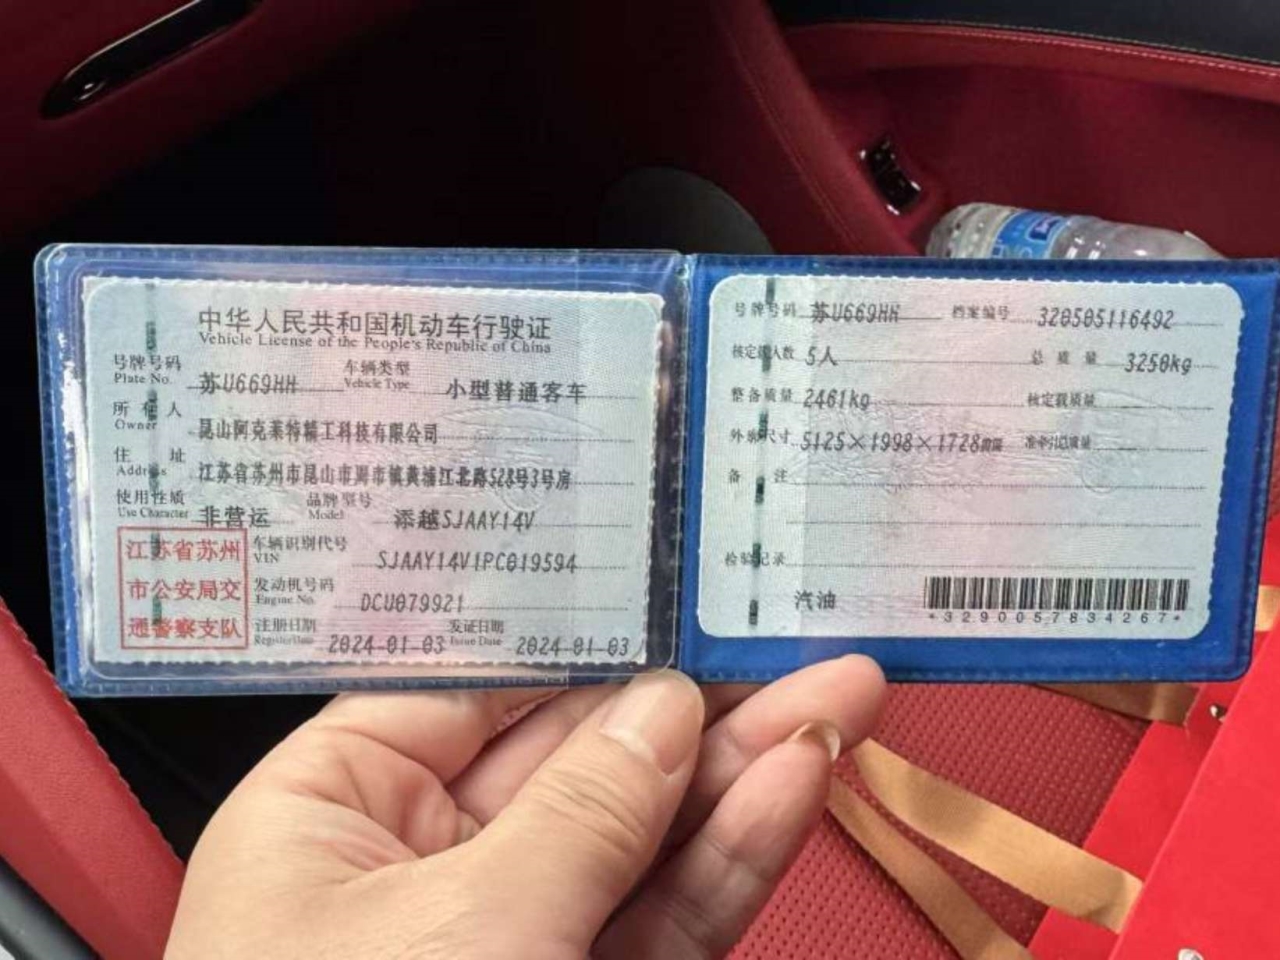 中华人民共和国机动车行驶证
Vehicle License of the People's Republic of China
号牌号码 苏U669HH 车辆类型 小型普通客车
Plate No. Vehicle Type
所有人 昆山阿克莱特精工科技有限公司
Owner
住址 江苏省苏州市昆山市周市镇黄浦江北路528号3号房
Address
使用性质 非营运 品牌型号 添越SJAAY14V
Use Character Model
江苏省苏州
市公安局交
通警察支队
车辆识别代号 SJAAY14V1PC019594
VIN
发动机号码 DCU079921
Engine No.
注册日期 2024-01-03 发证日期 2024-01-03
Register Date Issue Date
号牌号码 苏U669HH 档案编号 320505116492
核定载人数 5人 总质量 3250kg
整备质量 2461kg 核定载质量
外廓尺寸 5125×1998×1728mm 准牵引总质量
备注
检验记录
汽油
*3290057834267*